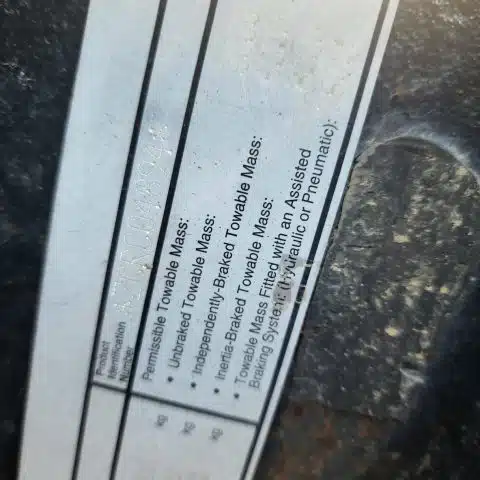 Product
Identification
Number
Permissible Towable Mass:
• Unbraked Towable Mass:
kg
• Independently-Braked Towable Mass:
kg
• Inertia-Braked Towable Mass:
kg
• Towable Mass Fitted with an Assisted
Braking System (Hydraulic or Pneumatic):